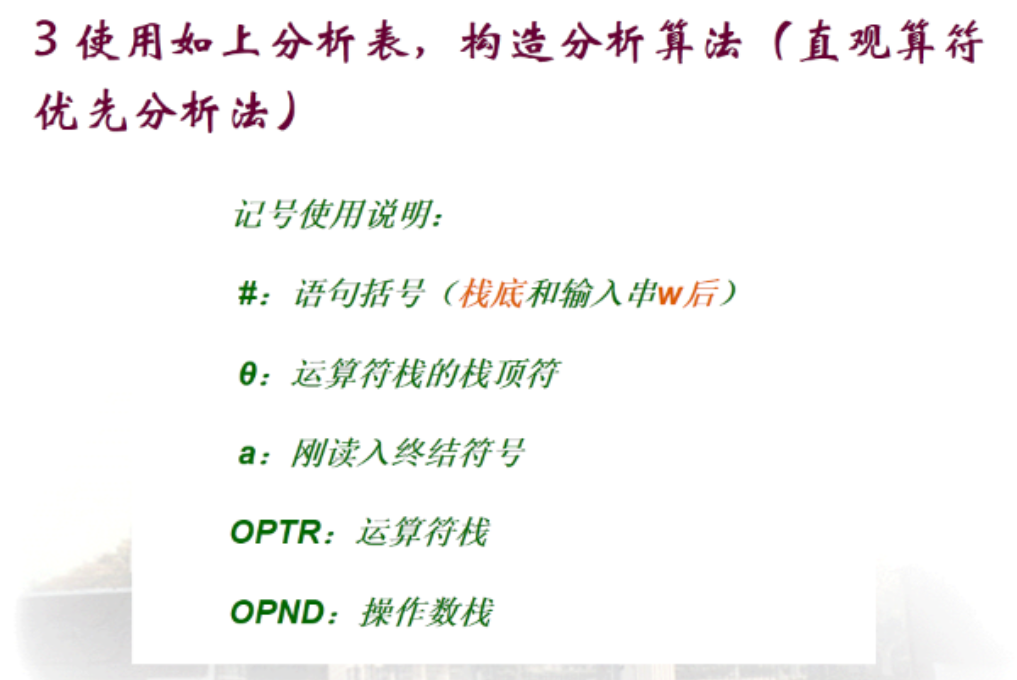 3 使用如上分析表，构造分析算法（直观算符
优先分析法）
记号使用说明：
#：语句括号（栈底和输入串w后）
θ：运算符栈的栈顶符
a：刚读入终结符号
OPTR：运算符栈
OPND：操作数栈